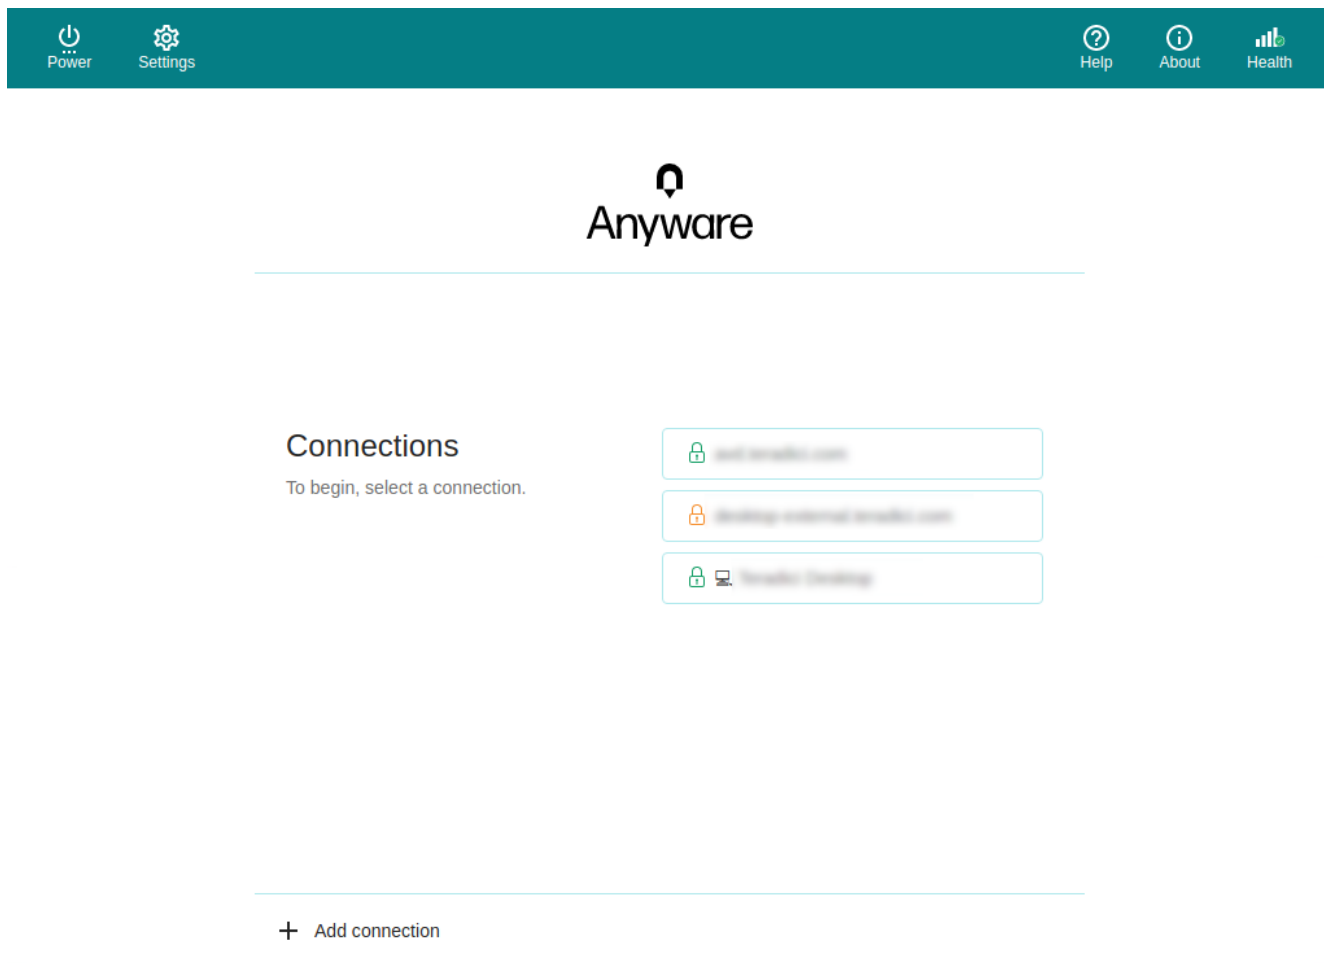 Power
Settings
Help
About
Health
Anyware
Connections
To begin, select a connection.
Add connection